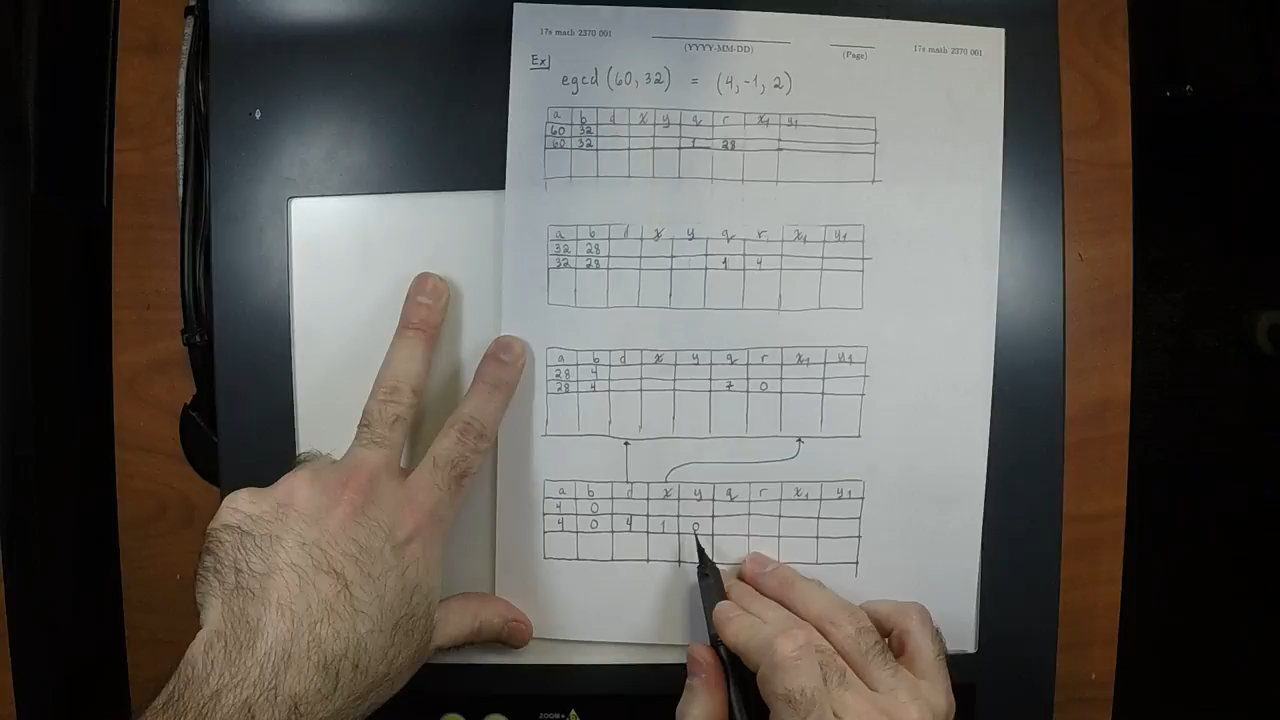 17s math 2370 001 (YYYY-MM-DD) (Page) 17s math 2370 001
Ex
egcd (60, 32) = (4, -1, 2)
a b d x y q r x₁ y₁
60 32
60 32 1 28
a b d x y q r x₁ y₁
32 28
32 28 1 4
a b d x y q r x₁ y₁
28 4
28 4 7 0
a b d x y q r x₁ y₁
4 0
4 0 4 1 0
ZOOM